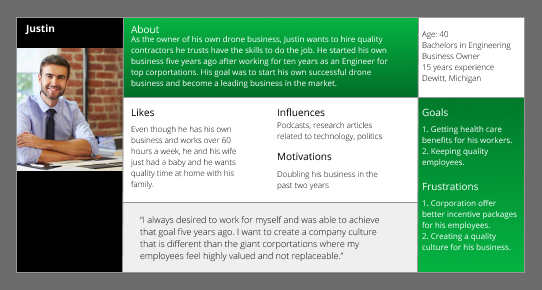 Justin
About
As the owner of his own drone business, Justin wants to hire quality
contractors he trusts have the skills to do the job. He started his own
business five years ago after working for ten years as an Engineer for
top corportations. His goal was to start his own successful drone
business and become a leading business in the market.
Age: 40
Bachelors in Engineering
Business Owner
15 years experience
Dewitt, Michigan
Likes
Even though he has his own
business and works over 60
hours a week, he and his wife
just had a baby and he wants
quality time at home with his
family.
Influences
Podcasts, research articles
related to technology, politics
Motivations
Doubling his business in the
past two years
Goals
1. Getting health care
benefits for his workers.
2. Keeping quality
employees.
Frustrations
1. Corporation offer
better incentive packages
for his employees.
2. Creating a quality
culture for his business.
“I always desired to work for myself and was able to achieve
that goal five years ago. I want to create a company culture
that is different than the giant corportations where my
employees feel highly valued and not replaceable.”